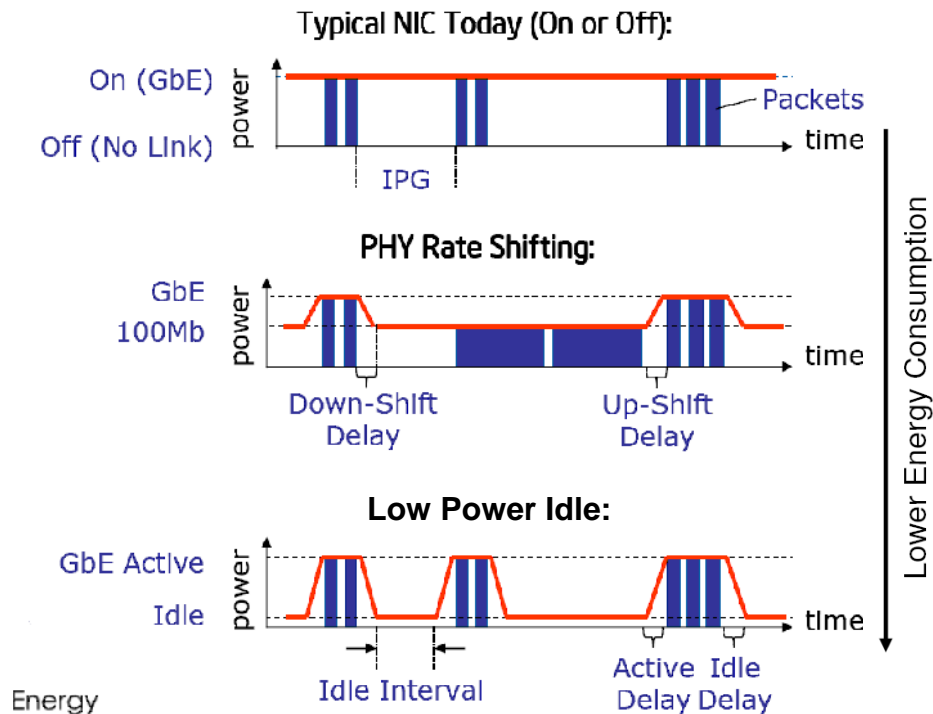 Typical NIC Today (On or Off):
On (GbE)
Off (No Link)
power
Packets
time
IPG
PHY Rate Shifting:
GbE
100Mb
power
time
Down-Shift
Delay
Up-Shift
Delay
Low Power Idle:
GbE Active
Idle
power
time
Idle Interval
Active Idle
Delay Delay
Lower Energy Consumption
Energy